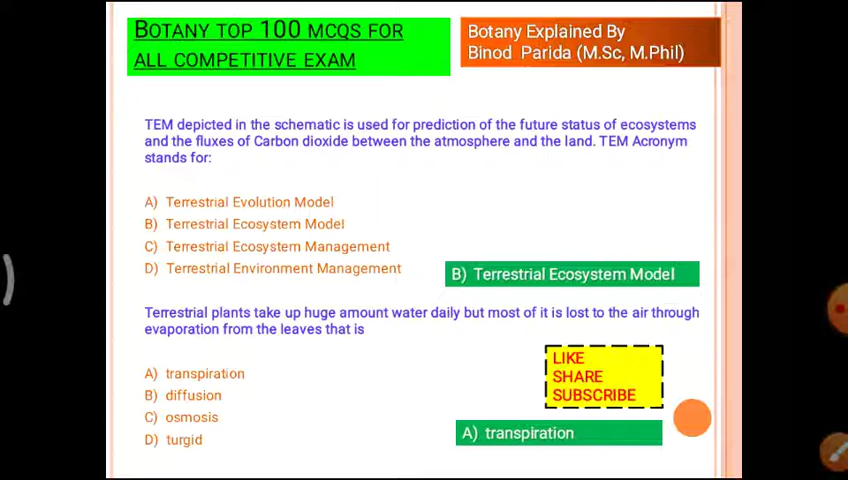 BOTANY TOP 100 MCQS FOR
ALL COMPETITIVE EXAM
Botany Explained By
Binod Parida (M.Sc, M.Phil)
TEM depicted in the schematic is used for prediction of the future status of ecosystems
and the fluxes of Carbon dioxide between the atmosphere and the land. TEM Acronym
stands for:
A) Terrestrial Evolution Model
B) Terrestrial Ecosystem Model
C) Terrestrial Ecosystem Management
D) Terrestrial Environment Management
B) Terrestrial Ecosystem Model
Terrestrial plants take up huge amount water daily but most of it is lost to the air through
evaporation from the leaves that is
A) transpiration
B) diffusion
C) osmosis
D) turgid
LIKE
SHARE
SUBSCRIBE
A) transpiration